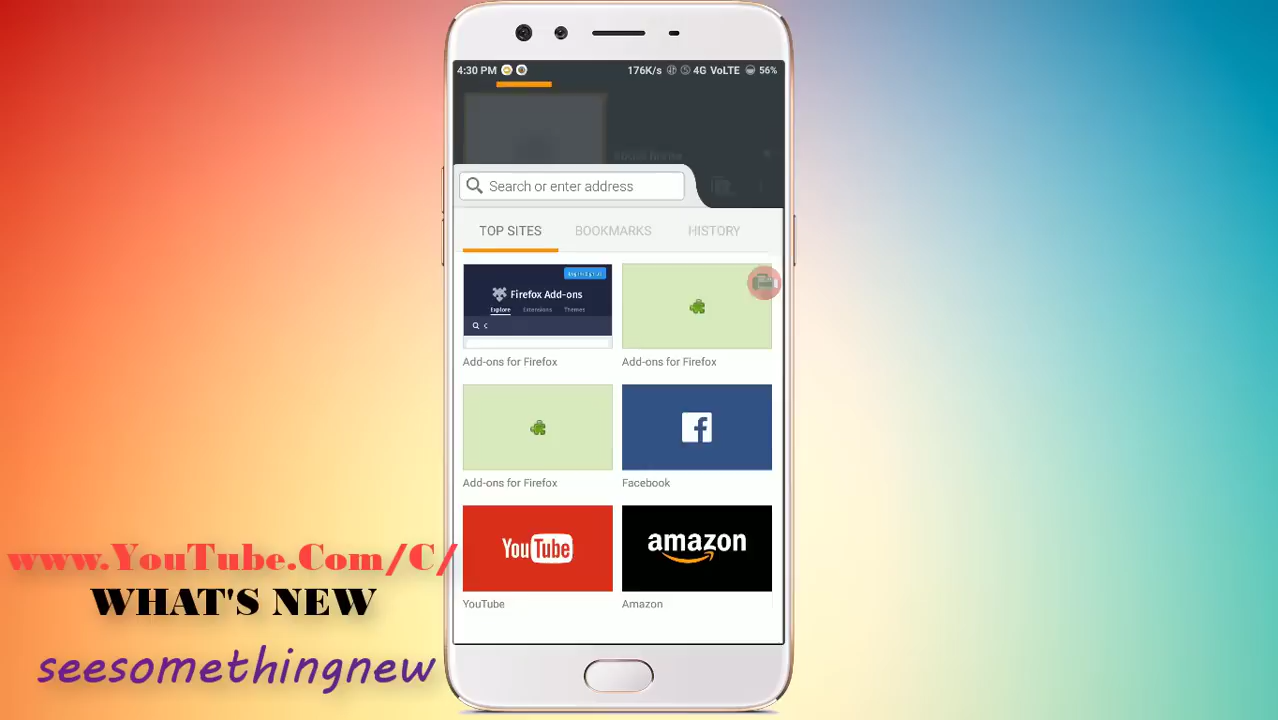 4:30 PM 176K/s 4G VoLTE 56%
Search or enter address
TOP SITES BOOKMARKS HISTORY
Firefox Add-ons
Explore Extensions Themes
Add-ons for Firefox Add-ons for Firefox
Add-ons for Firefox Facebook
YouTube amazon
YouTube Amazon
www.YouTube.Com/C/
WHAT'S NEW
seesomethingnew